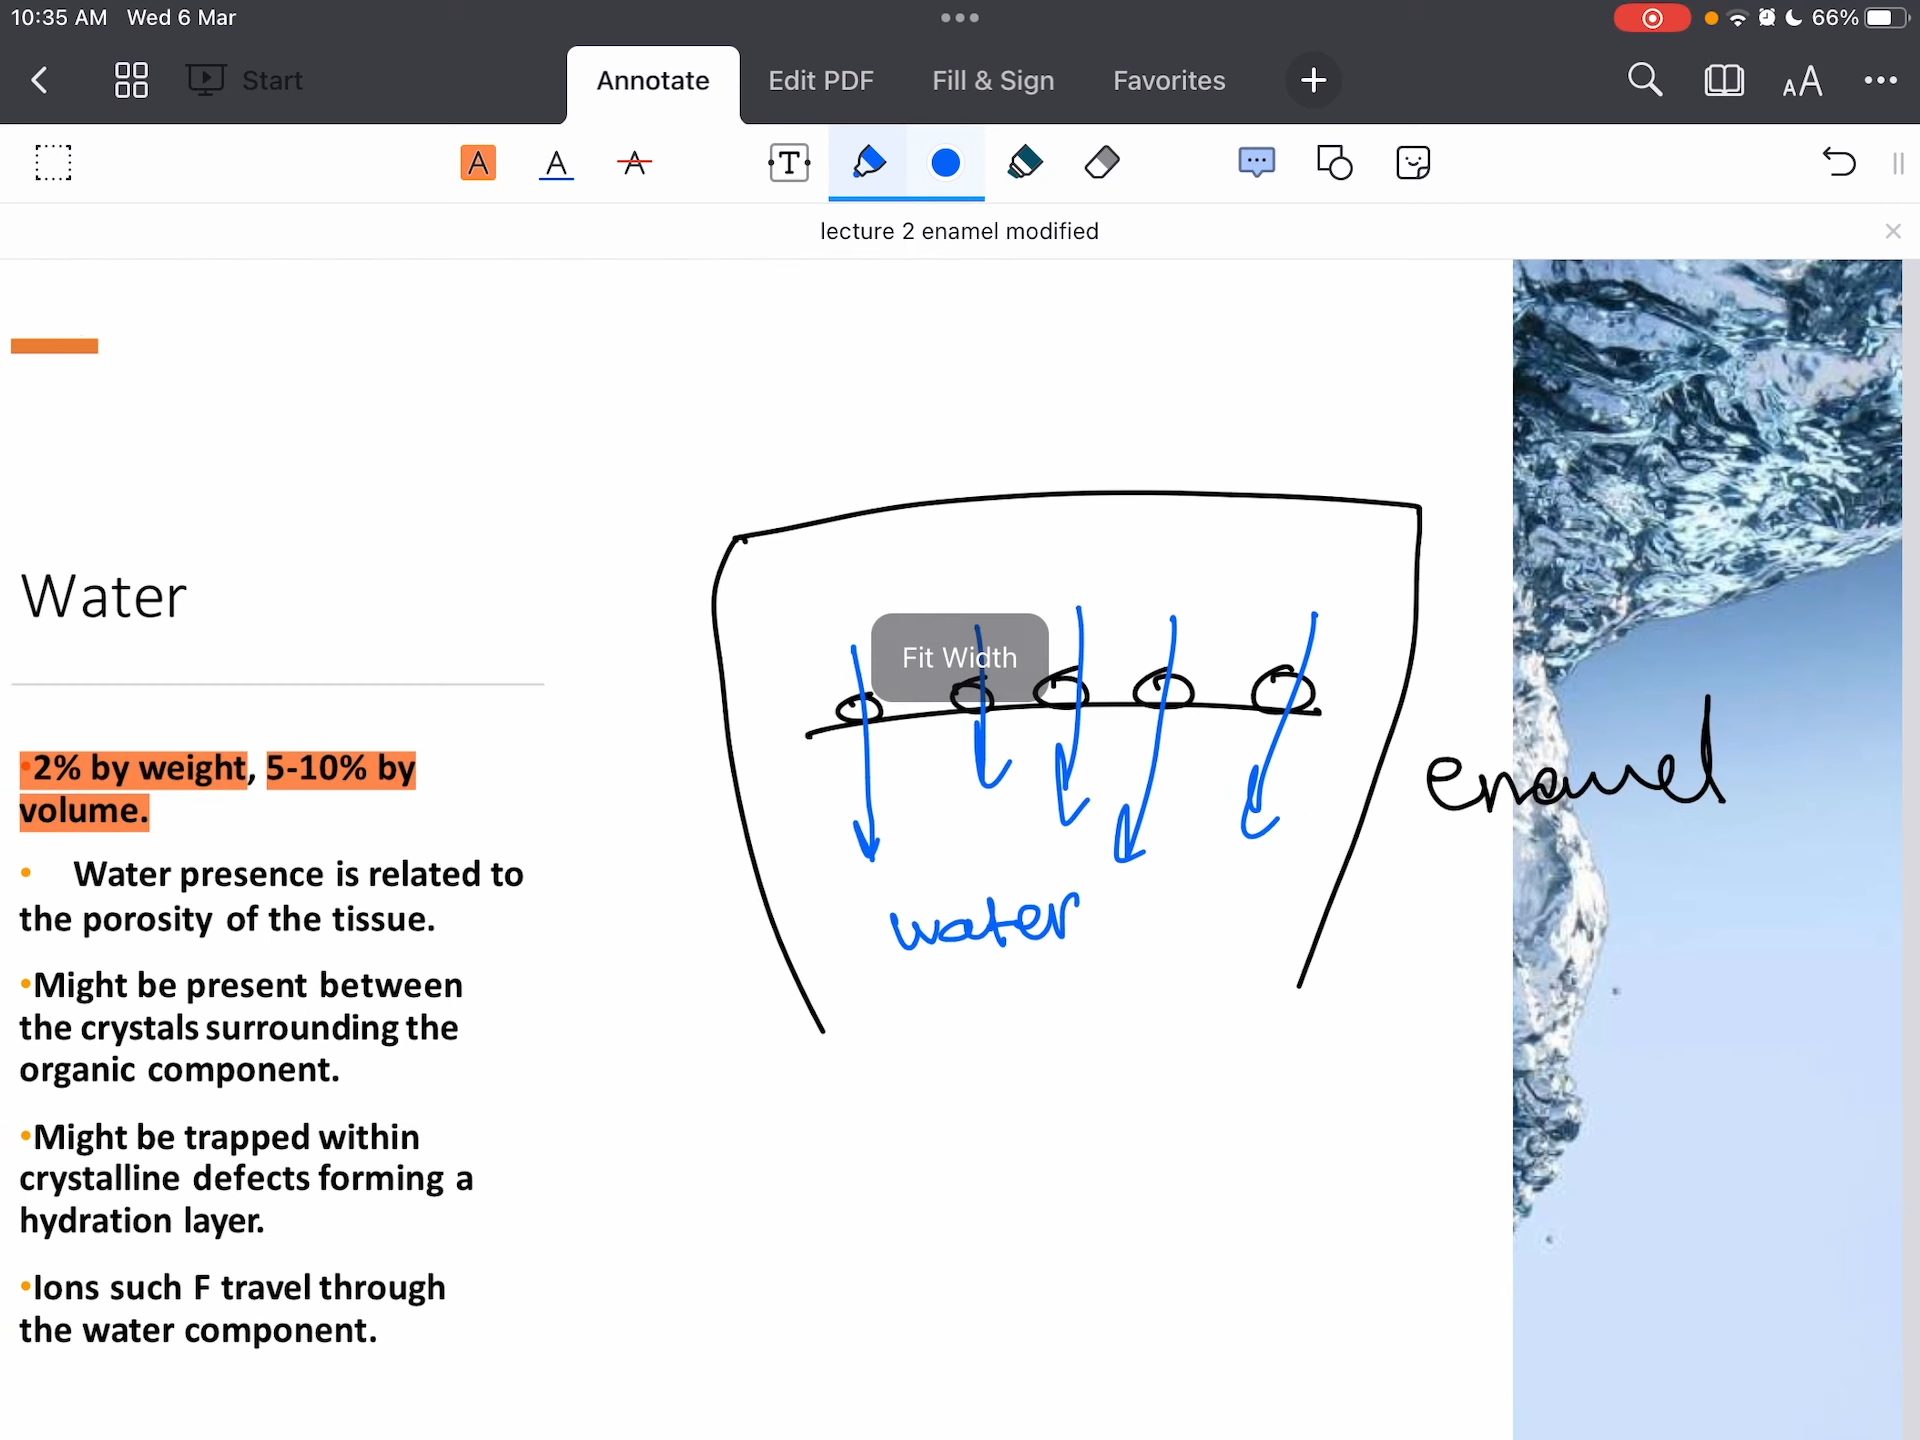 10:35 AM Wed 6 Mar
66%
Start
Annotate
Edit PDF
Fill & Sign
Favorites
A
A
A
T
AA
lecture 2 enamel modified
Water
•2% by weight, 5-10% by
volume.
• Water presence is related to
the porosity of the tissue.
•Might be present between
the crystals surrounding the
organic component.
•Might be trapped within
crystalline defects forming a
hydration layer.
•Ions such F travel through
the water component.
Fit Width
enamel
water